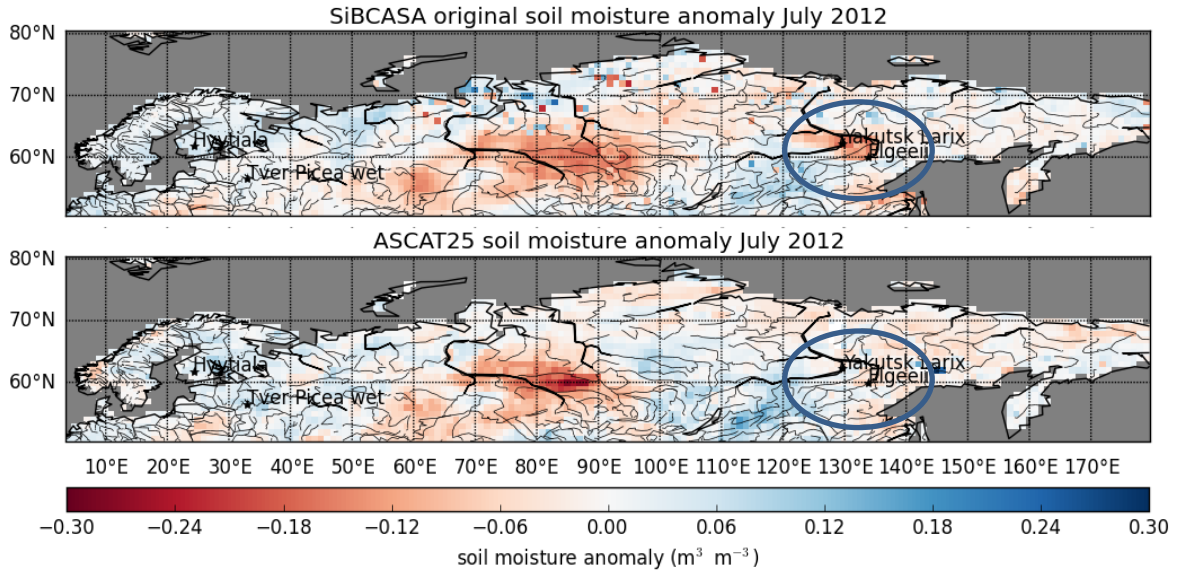 SiBCASA original soil moisture anomaly July 2012
80°N
70°N
60°N
Hyytiala
Tver Picea wet
Yakutsk Larix
Elgeeii
ASCAT25 soil moisture anomaly July 2012
80°N
70°N
60°N
Hyytiala
Tver Picea wet
Yakutsk Larix
Elgeeii
10°E 20°E 30°E 40°E 50°E 60°E 70°E 80°E 90°E 100°E 110°E 120°E 130°E 140°E 150°E 160°E 170°E
−0.30 −0.24 −0.18 −0.12 −0.06 0.00 0.06 0.12 0.18 0.24 0.30
soil moisture anomaly (m³ m⁻³)